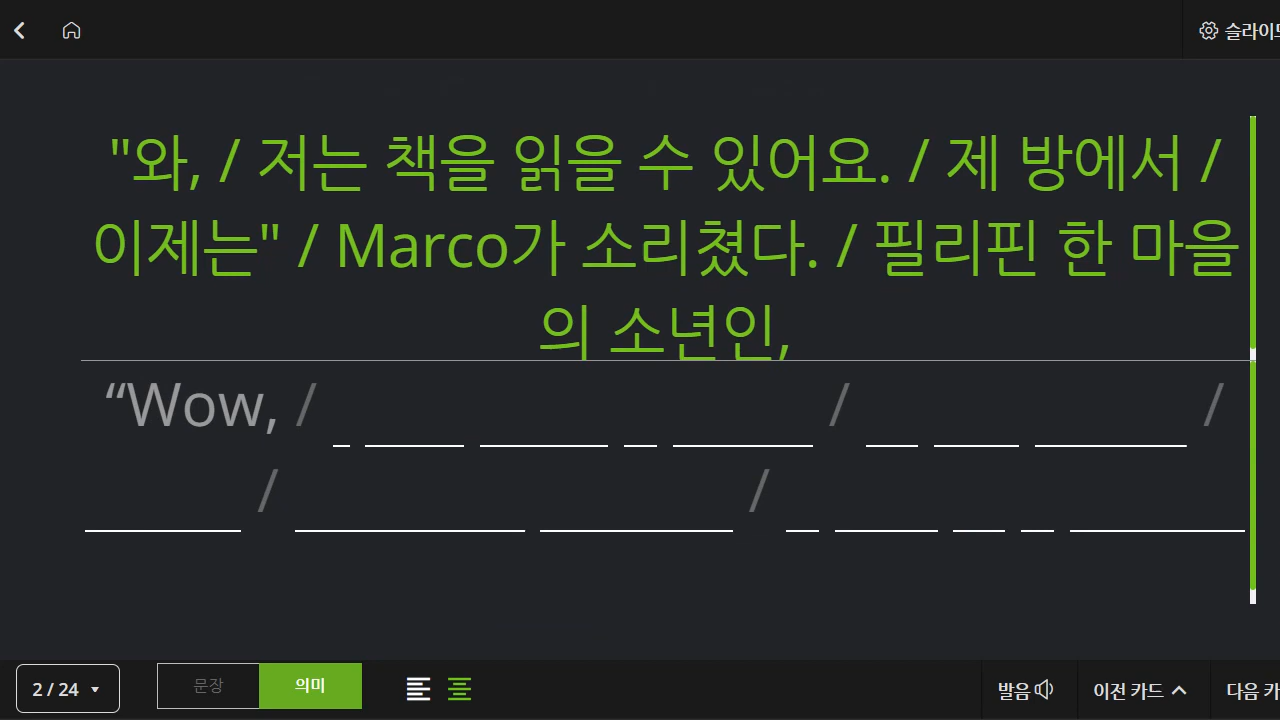 슬라이드
"와, / 저는 책을 읽을 수 있어요. / 제 방에서 /
이제는" / Marco가 소리쳤다. / 필리핀 한 마을
의 소년인,
“Wow, / / /
/ /
2 / 24
문장
의미
발음
이전 카드
다음 카